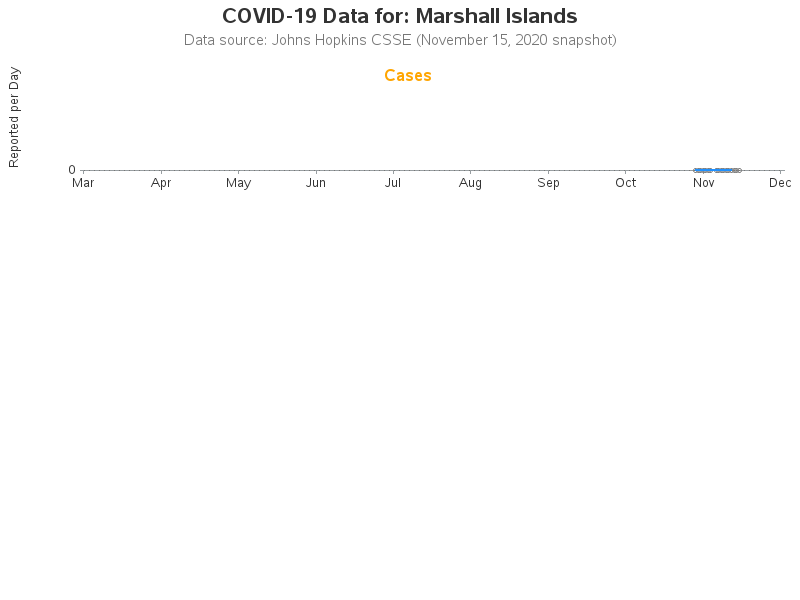 COVID-19 Data for: Marshall Islands
Data source: Johns Hopkins CSSE (November 15, 2020 snapshot)
Cases
Reported per Day
0
Mar Apr May Jun Jul Aug Sep Oct Nov Dec